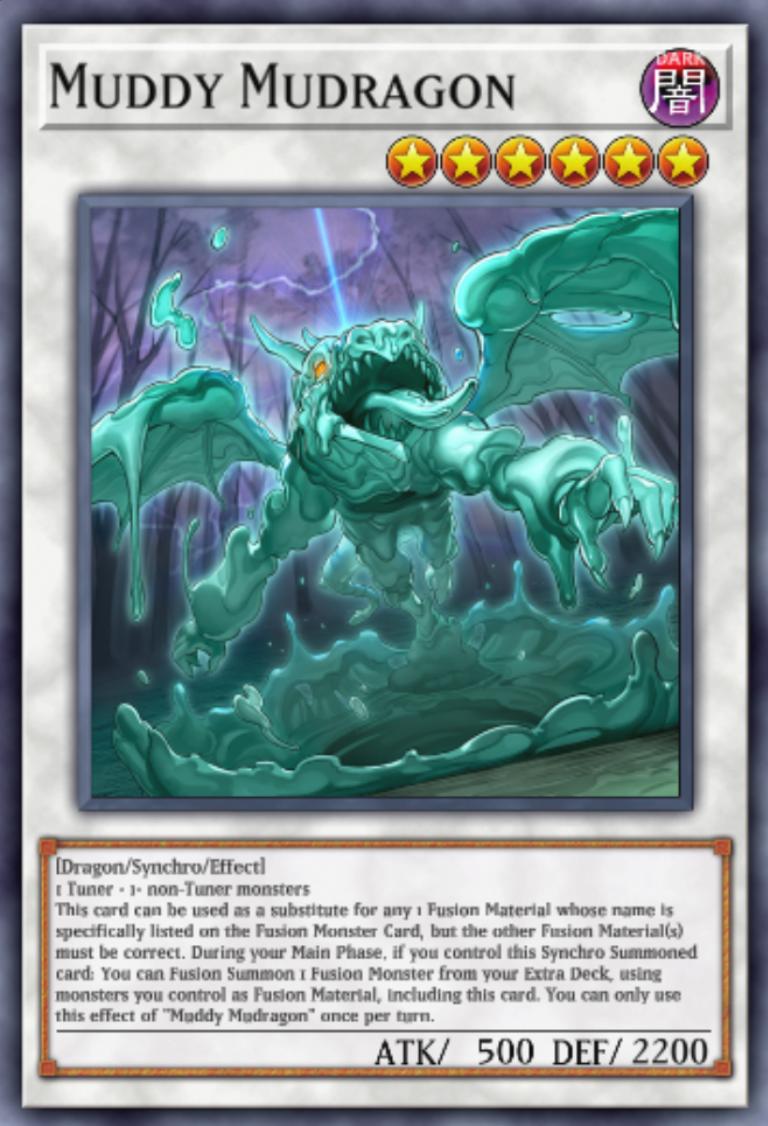 MUDDY MUDRAGON
DARK
闇
[Dragon/Synchro/Effect]
1 Tuner + 1+ non-Tuner monsters
This card can be used as a substitute for any 1 Fusion Material whose name is
specifically listed on the Fusion Monster Card, but the other Fusion Material(s)
must be correct. During your Main Phase, if you control this Synchro Summoned
card: You can Fusion Summon 1 Fusion Monster from your Extra Deck, using
monsters you control as Fusion Material, including this card. You can only use
this effect of "Muddy Mudragon" once per turn.
ATK/ 500 DEF/ 2200